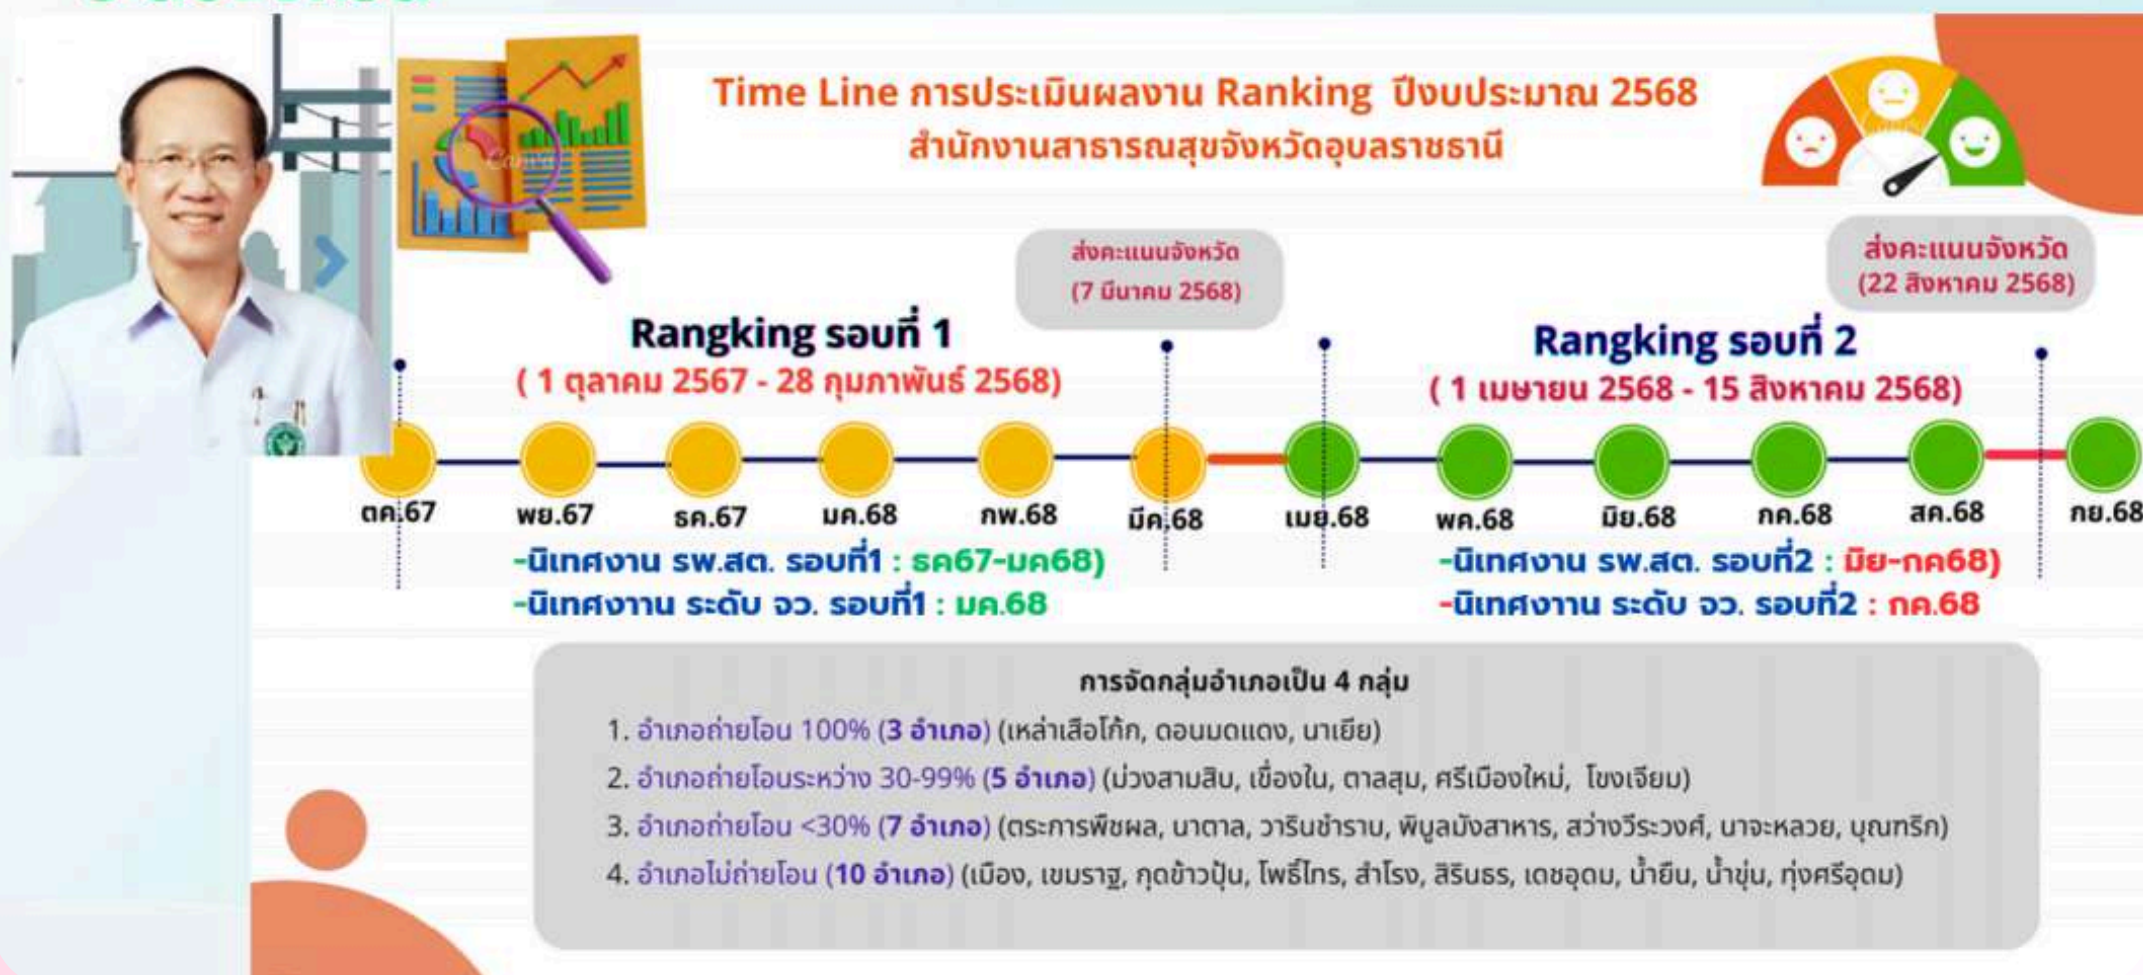 Time Line การประเมินผลงาน Ranking ปีงบประมาณ 2568
สำนักงานสาธารณสุขจังหวัดอุบลราชธานี
Canva
ส่งคะแนนจังหวัด
(7 มีนาคม 2568)
ส่งคะแนนจังหวัด
(22 สิงหาคม 2568)
Rangking รอบที่ 1
( 1 ตุลาคม 2567 - 28 กุมภาพันธ์ 2568)
Rangking รอบที่ 2
( 1 เมษายน 2568 - 15 สิงหาคม 2568)
ตค.67 พย.67 ธค.67 มค.68 กพ.68 มีค.68 เมย.68 พค.68 มิย.68 กค.68 สค.68 กย.68
-นิเทศงาน รพ.สต. รอบที่1 : ธค67-มค68)
-นิเทศงาาน ระดับ จว. รอบที่1 : มค.68
-นิเทศงาน รพ.สต. รอบที่2 : มิย-กค68)
-นิเทศงาาน ระดับ จว. รอบที่2 : กค.68
การจัดกลุ่มอำเภอเป็น 4 กลุ่ม
1. อำเภอถ่ายโอน 100% (3 อำเภอ) (เหล่าเสือโก้ก, ดอนมดแดง, นาเยีย)
2. อำเภอถ่ายโอนระหว่าง 30-99% (5 อำเภอ) (ม่วงสามสิบ, เขื่องใน, ตาลสุม, ศรีเมืองใหม่, โขงเจียม)
3. อำเภอถ่ายโอน <30% (7 อำเภอ) (ตระการพืชผล, นาตาล, วารินชำราบ, พิบูลมังสาหาร, สว่างวีระวงศ์, นาจะหลวย, บุณฑริก)
4. อำเภอไม่ถ่ายโอน (10 อำเภอ) (เมือง, เขมราฐ, กุดข้าวปุ้น, โพธิ์ไทร, สำโรง, สิรินธร, เดชอุดม, น้ำยืน, น้ำขุ่น, ทุ่งศรีอุดม)